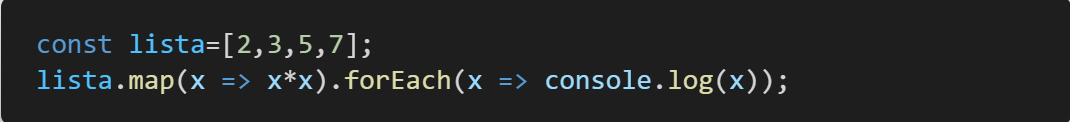 const lista=[2,3,5,7];
lista.map(x => x*x).forEach(x => console.log(x));